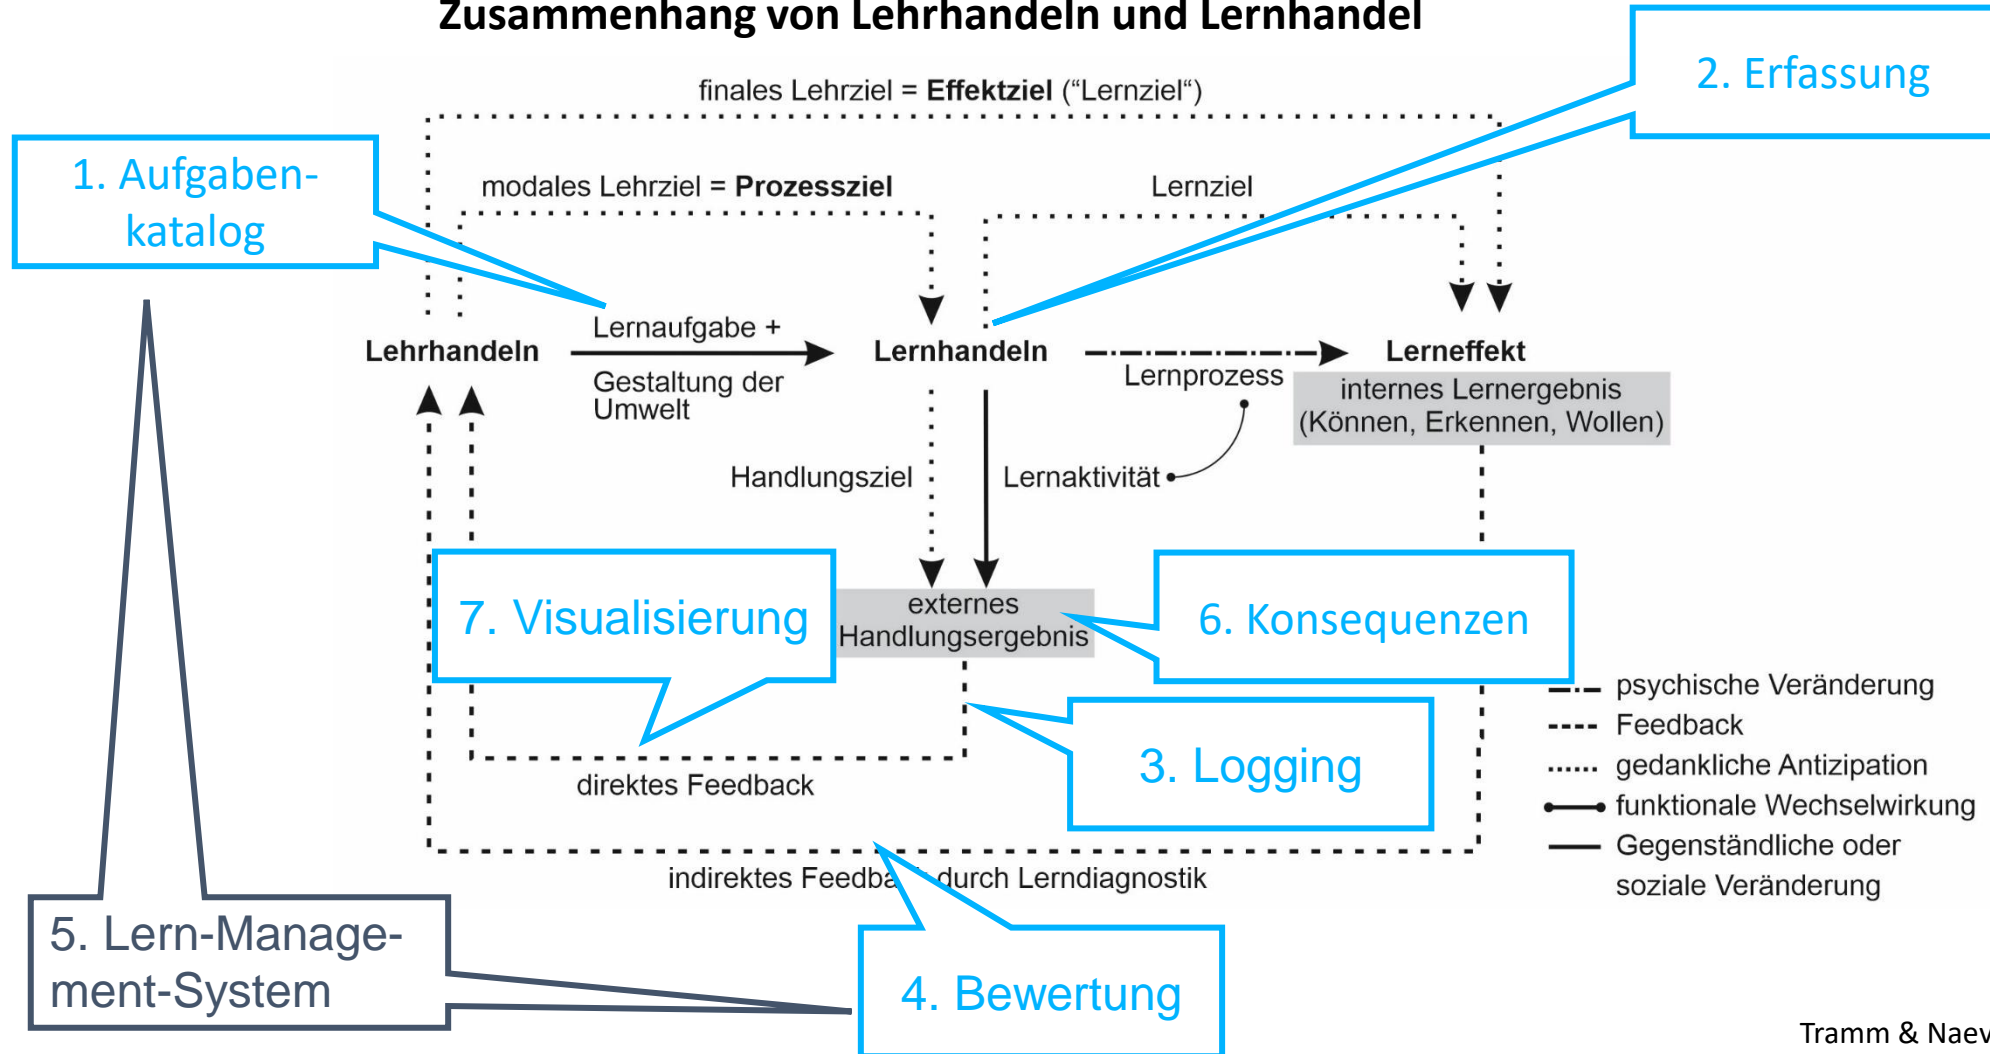 Zusammenhang von Lehrhandeln und Lernhandel
2. Erfassung
finales Lehrziel = Effektziel (“Lernziel“)
1. Aufgaben-
katalog
modales Lehrziel = Prozessziel
Lernziel
Lernaufgabe +
Lehrhandeln
Lernhandeln
Lerneffekt
Gestaltung der
Umwelt
Lernprozess
internes Lernergebnis
(Können, Erkennen, Wollen)
Handlungsziel
Lernaktivität
7. Visualisierung
externes
Handlungsergebnis
6. Konsequenzen
psychische Veränderung
Feedback
gedankliche Antizipation
funktionale Wechselwirkung
Gegenständliche oder
soziale Veränderung
3. Logging
direktes Feedback
indirektes Feedback durch Lerndiagnostik
5. Lern-Manage-
ment-System
4. Bewertung
Tramm & Naev